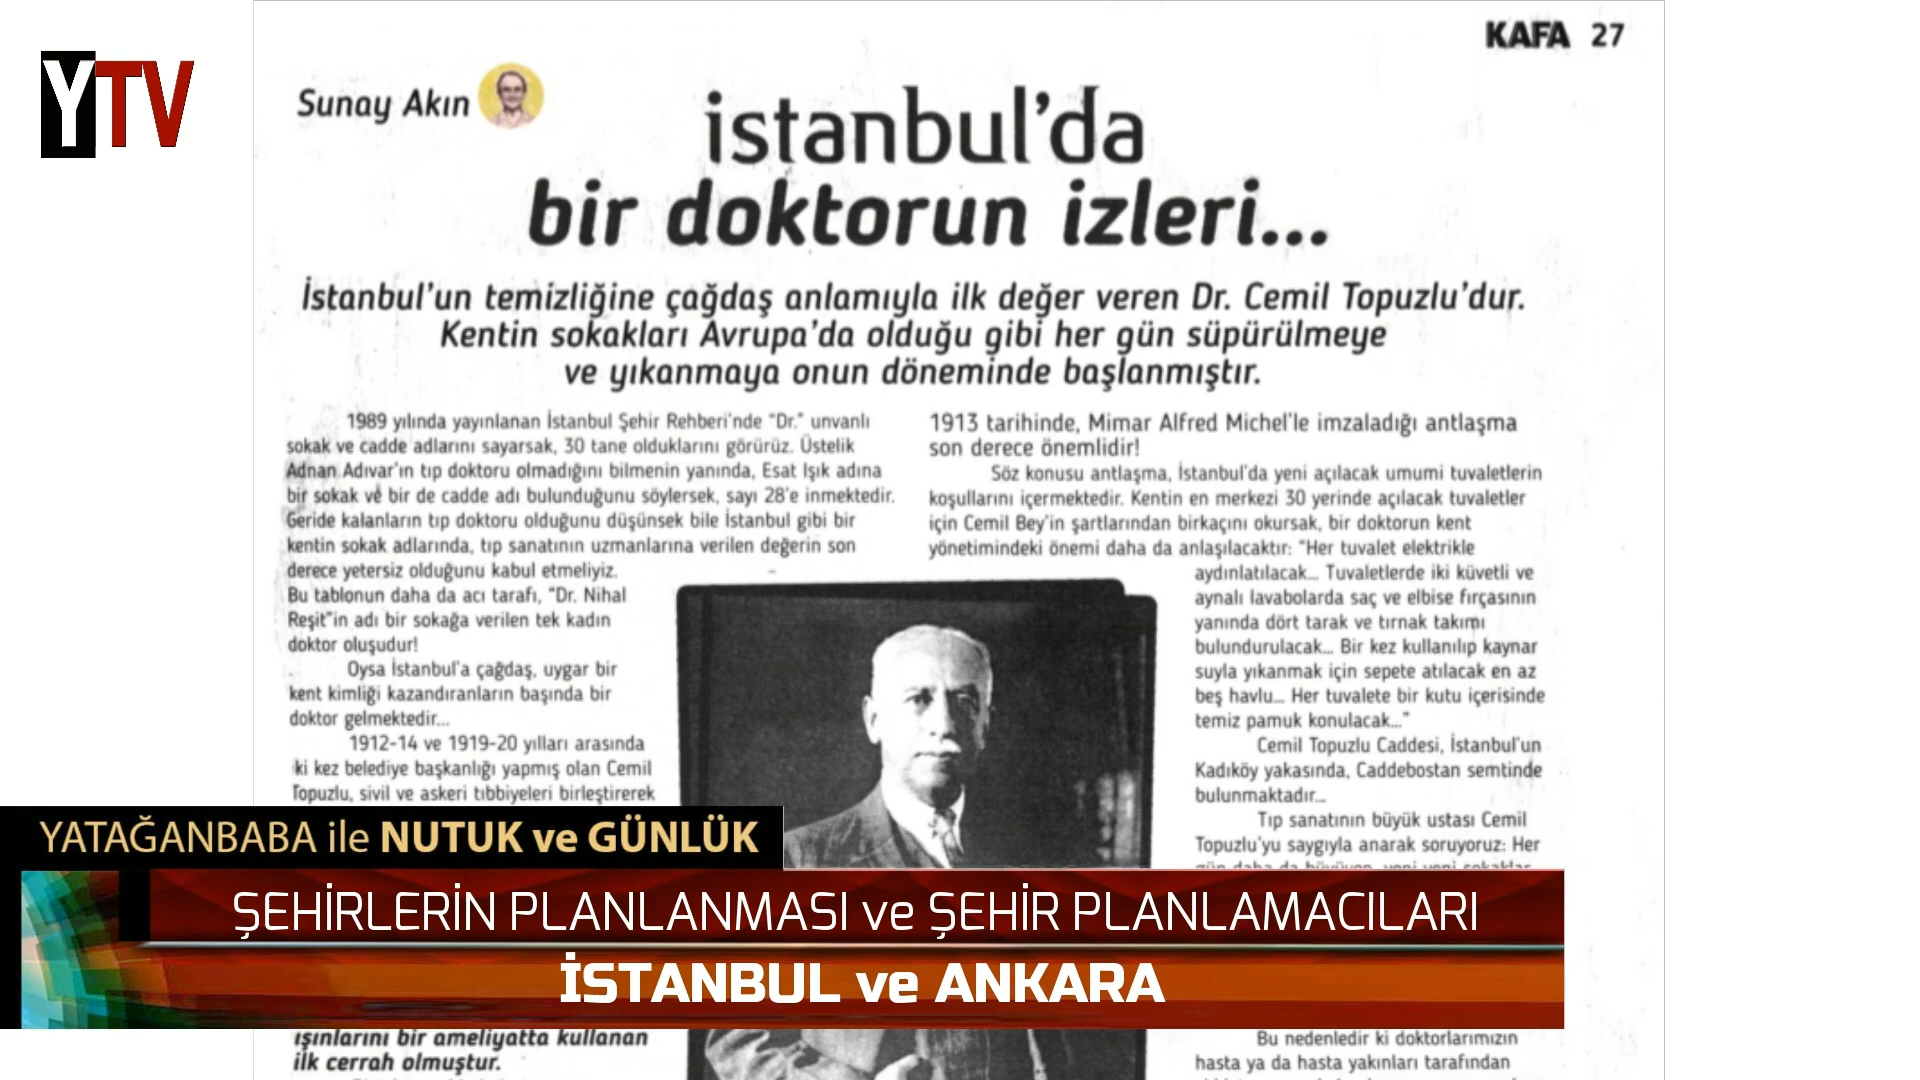 YTV
KAFA 27
Sunay Akın
istanbul’da
bir doktorun izleri...
İstanbul’un temizliğine çağdaş anlamıyla ilk değer veren Dr. Cemil Topuzlu’dur.
Kentin sokakları Avrupa’da olduğu gibi her gün süpürülmeye
ve yıkanmaya onun döneminde başlanmıştır.
1989 yılında yayınlanan İstanbul Şehir Rehberi’nde “Dr.” unvanlı
sokak ve cadde adlarını sayarsak, 30 tane olduklarını görürüz. Üstelik
Adnan Adıvar’ın tıp doktoru olmadığını bilmenin yanında, Esat Işık adına
bir sokak ve bir de cadde adı bulunduğunu söylersek, sayı 28’e inmektedir.
Geride kalanların tıp doktoru olduğunu düşünsek bile İstanbul gibi bir
kentin sokak adlarında, tıp sanatının uzmanlarına verilen değerin son
derece yetersiz olduğunu kabul etmeliyiz.
Bu tablonun daha da acı tarafı, “Dr. Nihal
Reşit”in adı bir sokağa verilen tek kadın
doktor oluşudur!
Oysa İstanbul’a çağdaş, uygar bir
kent kimliği kazandıranların başında bir
doktor gelmektedir...
1912-14 ve 1919-20 yılları arasında
iki kez belediye başkanlığı yapmış olan Cemil
Topuzlu, sivil ve askeri tıbbiyeleri birleştirerek
ışınlarını bir ameliyatta kullanan
ilk cerrah olmuştur.
1913 tarihinde, Mimar Alfred Michel’le imzaladığı antlaşma
son derece önemlidir!
Söz konusu antlaşma, İstanbul’da yeni açılacak umumi tuvaletlerin
koşullarını içermektedir. Kentin en merkezi 30 yerinde açılacak tuvaletler
için Cemil Bey’in şartlarından birkaçını okursak, bir doktorun kent
yönetimindeki önemi daha da anlaşılacaktır: “Her tuvalet elektrikle
aydınlatılacak... Tuvaletlerde iki küvetli ve
aynalı lavabolarda saç ve elbise fırçasının
yanında dört tarak ve tırnak takımı
bulundurulacak... Bir kez kullanılıp kaynar
suyla yıkanmak için sepete atılacak en az
beş havlu... Her tuvalete bir kutu içerisinde
temiz pamuk konulacak...”
Cemil Topuzlu Caddesi, İstanbul’un
Kadıköy yakasında, Caddebostan semtinde
bulunmaktadır...
Tıp sanatının büyük ustası Cemil
Topuzlu’yu saygıyla anarak soruyoruz: Her
gün daha da büyüyen, yeni yeni sokaklar
Bu nedenledir ki doktorlarımızın
hasta ya da hasta yakınları tarafından
YATAĞANBABA ile NUTUK ve GÜNLÜK
ŞEHİRLERİN PLANLANMASI ve ŞEHİR PLANLAMACILARI
İSTANBUL ve ANKARA